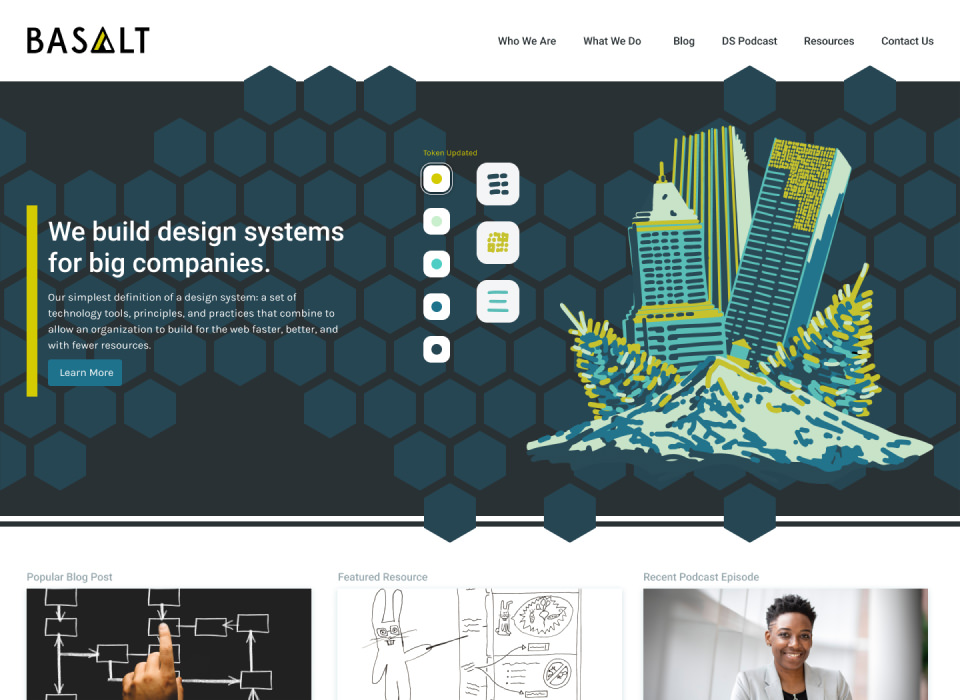 BASALT
Who We Are
What We Do
Blog
DS Podcast
Resources
Contact Us
Token Updated
We build design systems
for big companies.
Our simplest definition of a design system: a set of
technology tools, principles, and practices that combine to
allow an organization to build for the web faster, better, and
with fewer resources.
Learn More
Popular Blog Post
Featured Resource
Recent Podcast Episode